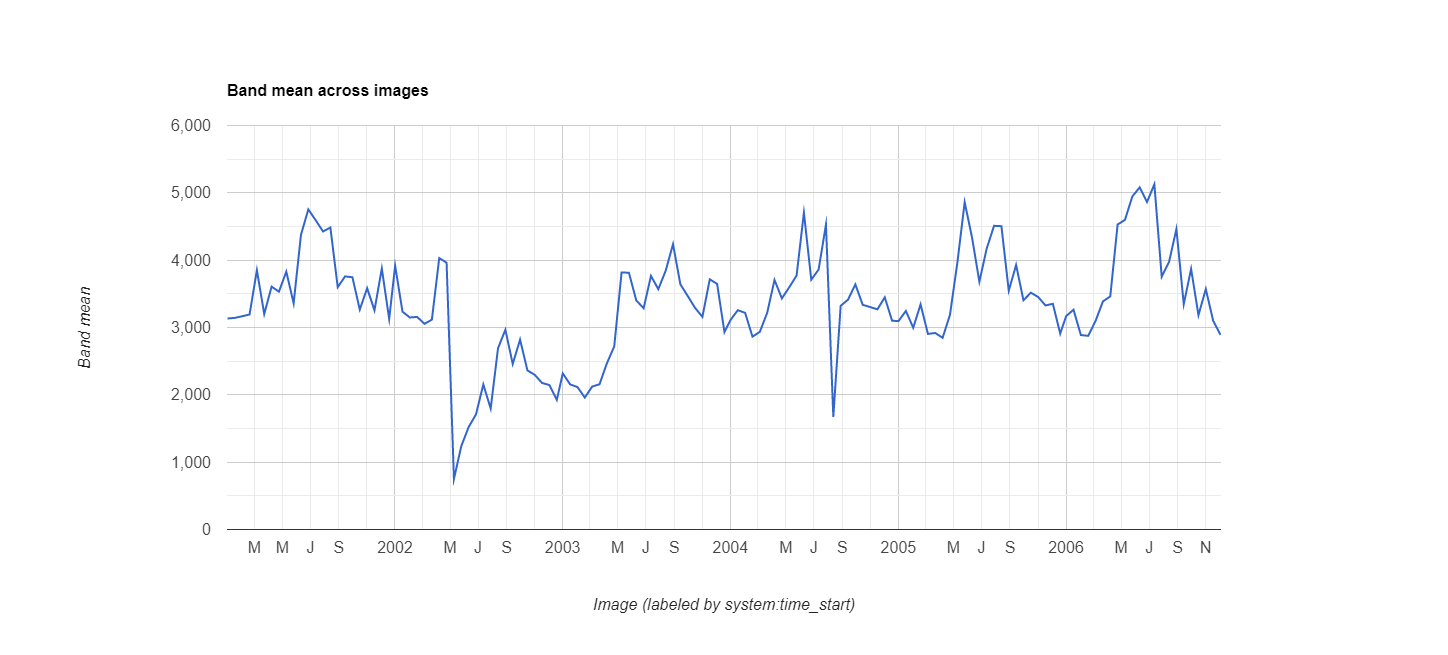 Band mean across images
6,000
5,000
4,000
3,000
2,000
1,000
0
Band mean
M M J S 2002 M J S 2003 M J S 2004 M J S 2005 M J S 2006 M J S N
Image (labeled by system:time_start)